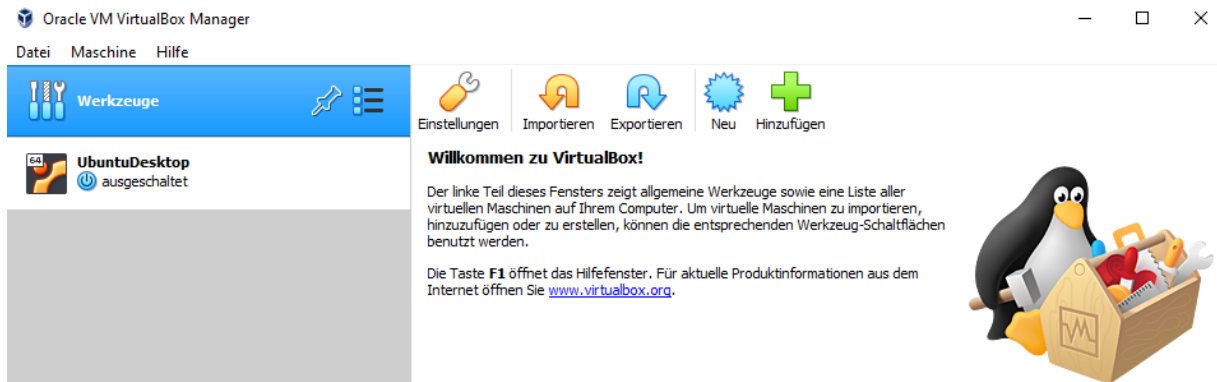 Oracle VM VirtualBox Manager
Datei Maschine Hilfe
Werkzeuge
64
UbuntuDesktop
ausgeschaltet
Einstellungen Importieren Exportieren Neu Hinzufügen
Willkommen zu VirtualBox!
Der linke Teil dieses Fensters zeigt allgemeine Werkzeuge sowie eine Liste aller
virtuellen Maschinen auf Ihrem Computer. Um virtuelle Maschinen zu importieren,
hinzuzufügen oder zu erstellen, können die entsprechenden Werkzeug-Schaltflächen
benutzt werden.
Die Taste F1 öffnet das Hilfefenster. Für aktuelle Produktinformationen aus dem
Internet öffnen Sie www.virtualbox.org.